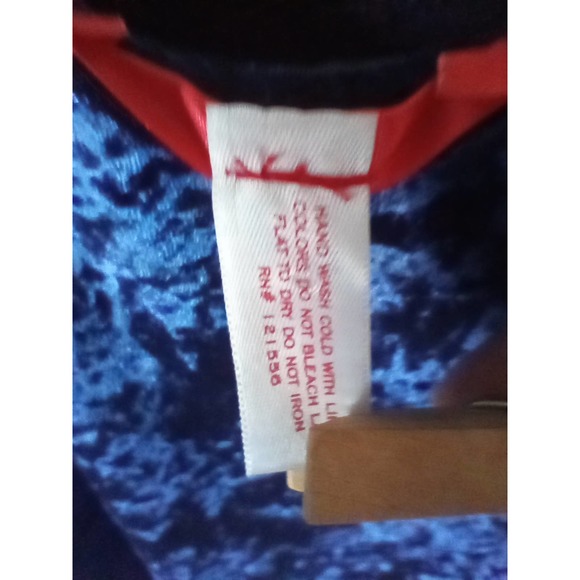 HAND WASH COLD WITH LI
COLORS DO NOT BLEACH L
FLAT TO DRY DO NOT IRON
RN# 121556